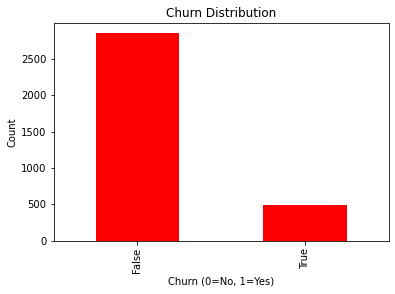 Churn Distribution
Count
2500
2000
1500
1000
500
0
False
True
Churn (0=No, 1=Yes)